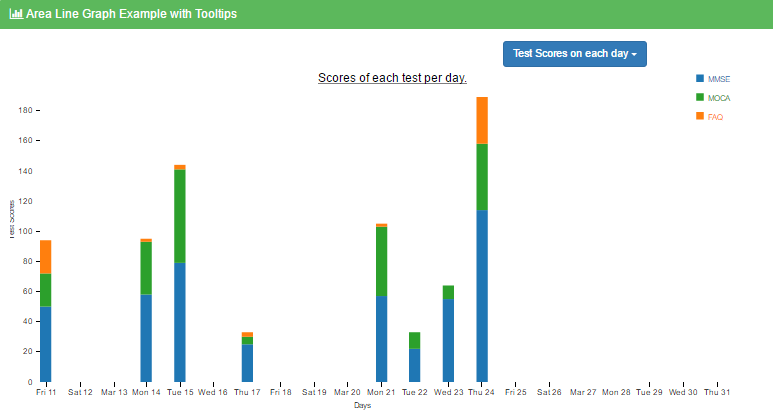 Area Line Graph Example with Tooltips
Test Scores on each day
Scores of each test per day.
MMSE
MOCA
FAQ
180
160
140
120
100
80
60
40
20
0
Test Scores
Fri 11 Sat 12 Mar 13 Mon 14 Tue 15 Wed 16 Thu 17 Fri 18 Sat 19 Mar 20 Mon 21 Tue 22 Wed 23 Thu 24 Fri 25 Sat 26 Mar 27 Mon 28 Tue 29 Wed 30 Thu 31
Days